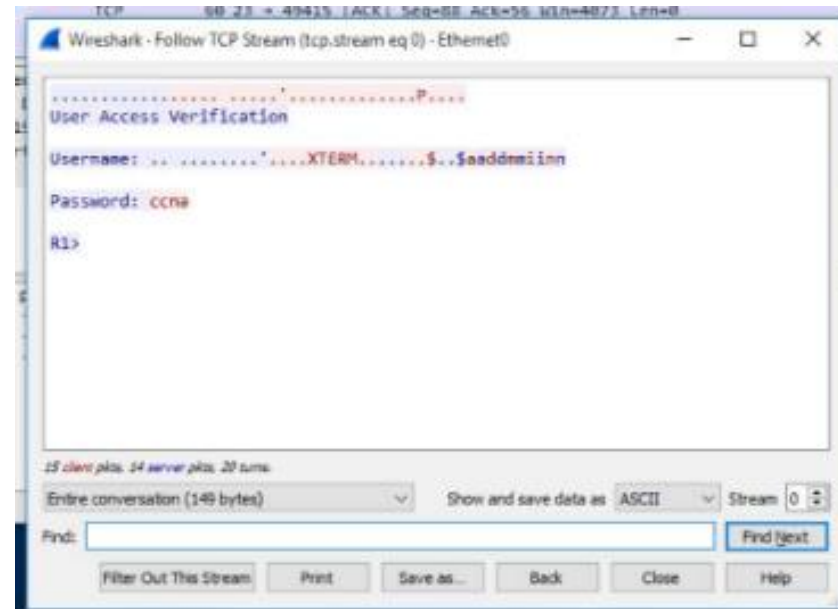 TCP 60 23 → 49415 [ACK] Seq=88 Ack=56 Win=4073 Len=0
Wireshark - Follow TCP Stream (tcp.stream eq 0) - Ethernet0
................. .....'.............P....
User Access Verification
Username: .. ........'....XTERM.......$..$aaddmmiinn
Password: ccna
R1>
15 client pkts, 14 server pkts, 20 turns.
Entire conversation (149 bytes) Show and save data as ASCII Stream 0
Find: Find Next
Filter Out This Stream Print Save as... Back Close Help